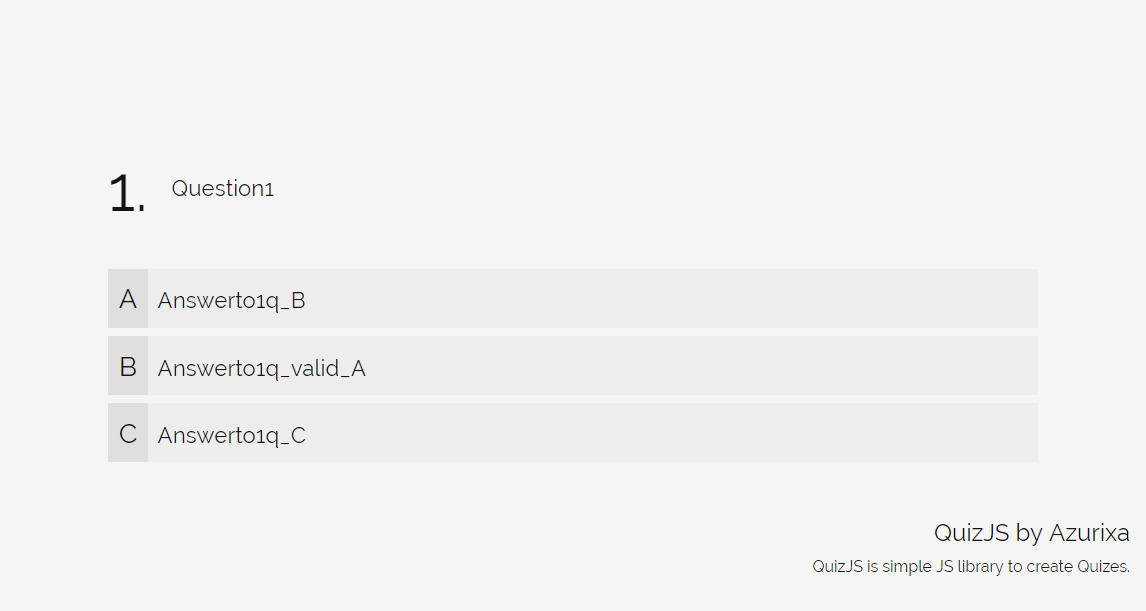 1. Question1
A Answerto1q_B
B Answerto1q_valid_A
C Answerto1q_C
QuizJS by Azurixa
QuizJS is simple JS library to create Quizes.